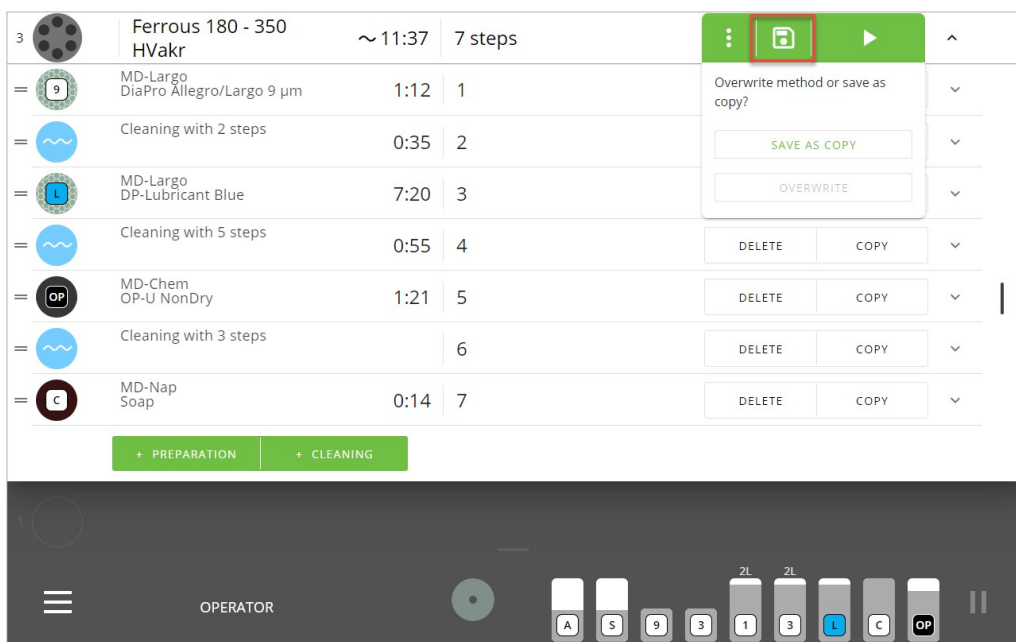 3
Ferrous 180 - 350
HVakr
~ 11:37
7 steps
Overwrite method or save as
copy?
SAVE AS COPY
OVERWRITE
9
MD-Largo
DiaPro Allegro/Largo 9 µm
1:12
1
Cleaning with 2 steps
0:35
2
L
MD-Largo
DP-Lubricant Blue
7:20
3
Cleaning with 5 steps
0:55
4
DELETE
COPY
OP
MD-Chem
OP-U NonDry
1:21
5
DELETE
COPY
Cleaning with 3 steps
6
DELETE
COPY
C
MD-Nap
Soap
0:14
7
DELETE
COPY
+ PREPARATION
+ CLEANING
1
OPERATOR
2L
2L
A
S
9
3
1
3
L
C
OP